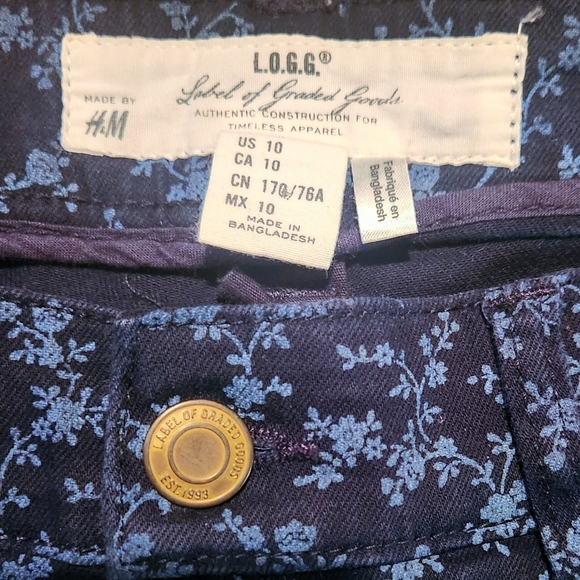 L.O.G.G.®
Label of Graded Goods
MADE BY
H&M
AUTHENTIC CONSTRUCTION FOR
TIMELESS APPAREL
US 10
CA 10
CN 170/76A
MX 10
MADE IN
BANGLADESH
Fabriqué en
Bangladesh
LABEL OF GRADED GOODS
EST. 1993